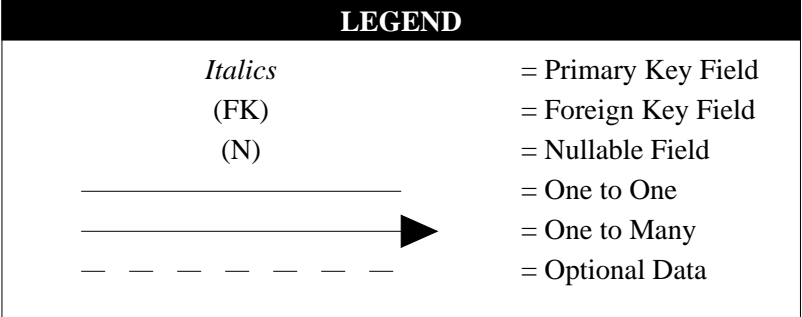 LEGEND
Italics = Primary Key Field
(FK) = Foreign Key Field
(N) = Nullable Field
= One to One
= One to Many
= Optional Data